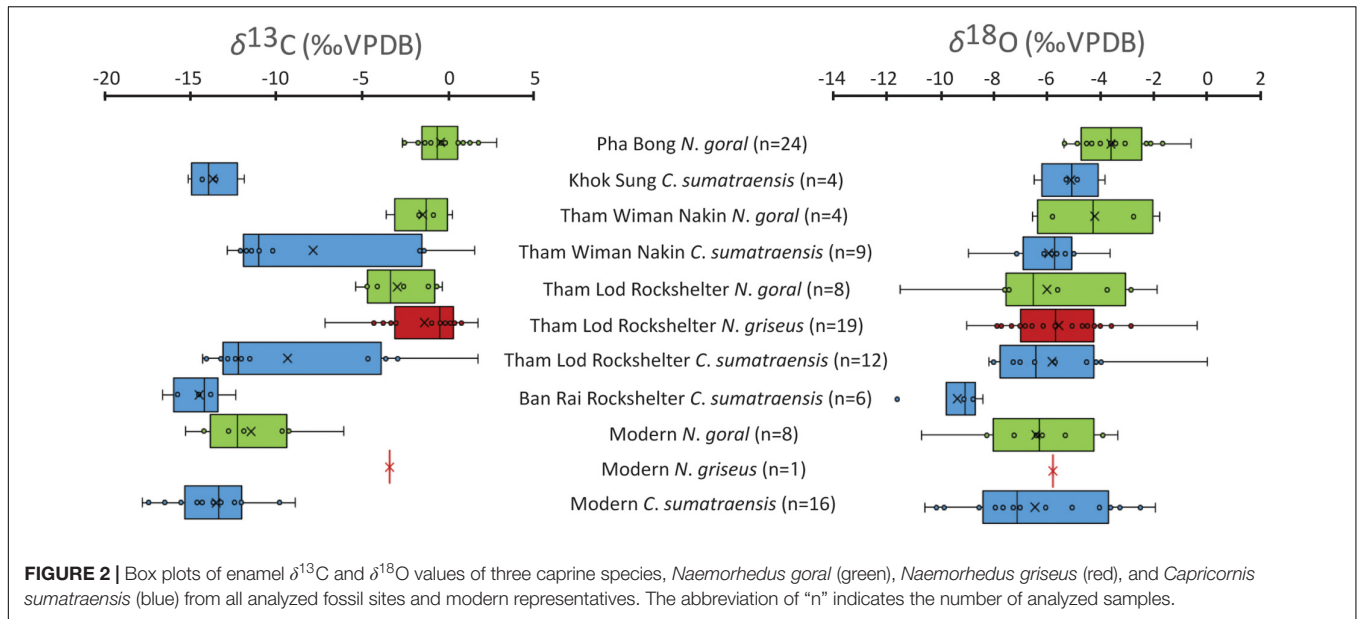 δ13C (‰VPDB)
δ18O (‰VPDB)
-20 -15 -10 -5 0 5
-14 -12 -10 -8 -6 -4 -2 0 2
Pha Bong N. goral (n=24)
Khok Sung C. sumatraensis (n=4)
Tham Wiman Nakin N. goral (n=4)
Tham Wiman Nakin C. sumatraensis (n=9)
Tham Lod Rockshelter N. goral (n=8)
Tham Lod Rockshelter N. griseus (n=19)
Tham Lod Rockshelter C. sumatraensis (n=12)
Ban Rai Rockshelter C. sumatraensis (n=6)
Modern N. goral (n=8)
Modern N. griseus (n=1)
Modern C. sumatraensis (n=16)
FIGURE 2 | Box plots of enamel δ13C and δ18O values of three caprine species, Naemorhedus goral (green), Naemorhedus griseus (red), and Capricornis
sumatraensis (blue) from all analyzed fossil sites and modern representatives. The abbreviation of “n” indicates the number of analyzed samples.